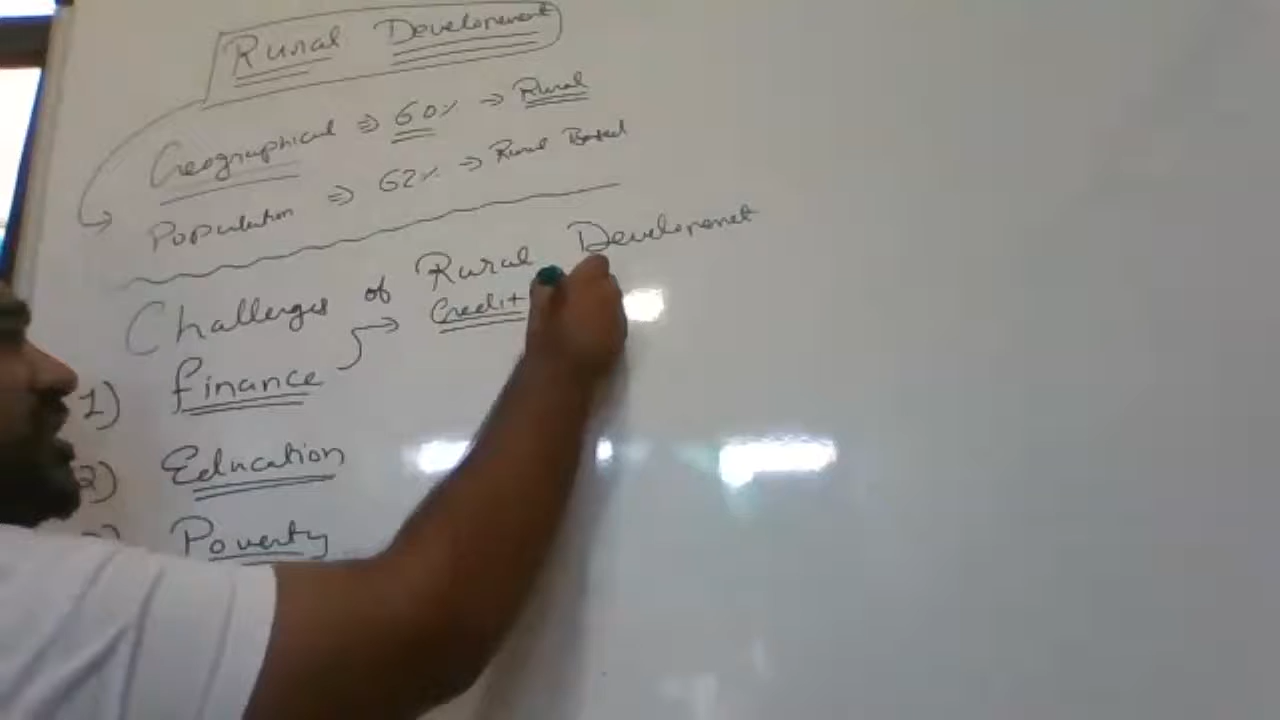 Rural Development
Geographical ⇒ 60% → Rural
Population ⇒ 62% → Rural Based
Challenges of Rural Development
1) finance → Credit
2) Education
Poverty